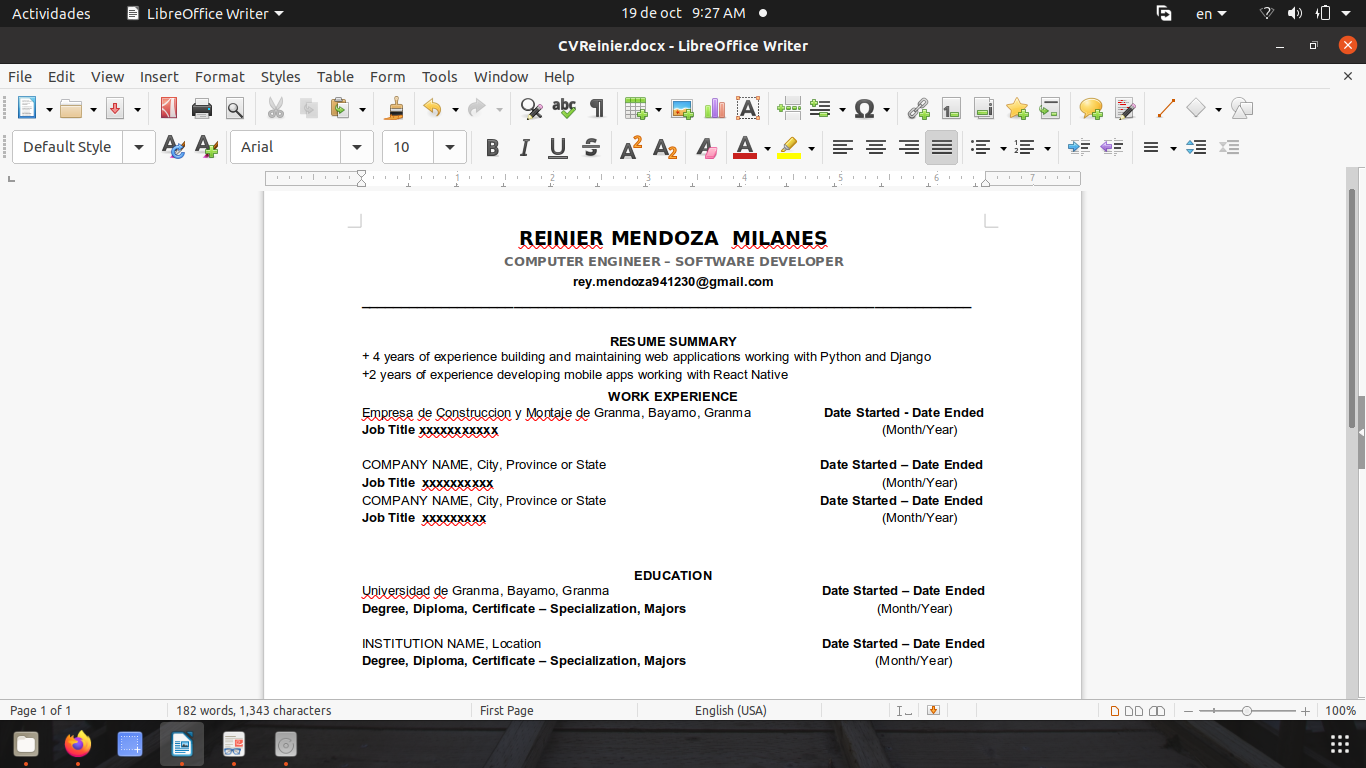 Actividades LibreOffice Writer 19 de oct 9:27 AM en
CVReinier.docx - LibreOffice Writer
File Edit View Insert Format Styles Table Form Tools Window Help
Default Style Arial 10
1 2 3 4 5 6 7
REINIER MENDOZA  MILANES
COMPUTER ENGINEER – SOFTWARE DEVELOPER
rey.mendoza941230@gmail.com
RESUME SUMMARY
+ 4 years of experience building and maintaining web applications working with Python and Django
+2 years of experience developing mobile apps working with React Native
WORK EXPERIENCE
Empresa de Construccion y Montaje de Granma, Bayamo, Granma Date Started - Date Ended
Job Title xxxxxxxxxxx (Month/Year)
COMPANY NAME, City, Province or State Date Started – Date Ended
Job Title  xxxxxxxxxx (Month/Year)
COMPANY NAME, City, Province or State Date Started – Date Ended
Job Title  xxxxxxxxx (Month/Year)
EDUCATION
Universidad de Granma, Bayamo, Granma Date Started – Date Ended
Degree, Diploma, Certificate – Specialization, Majors (Month/Year)
INSTITUTION NAME, Location Date Started – Date Ended
Degree, Diploma, Certificate – Specialization, Majors (Month/Year)
Page 1 of 1 182 words, 1,343 characters First Page English (USA) 100%